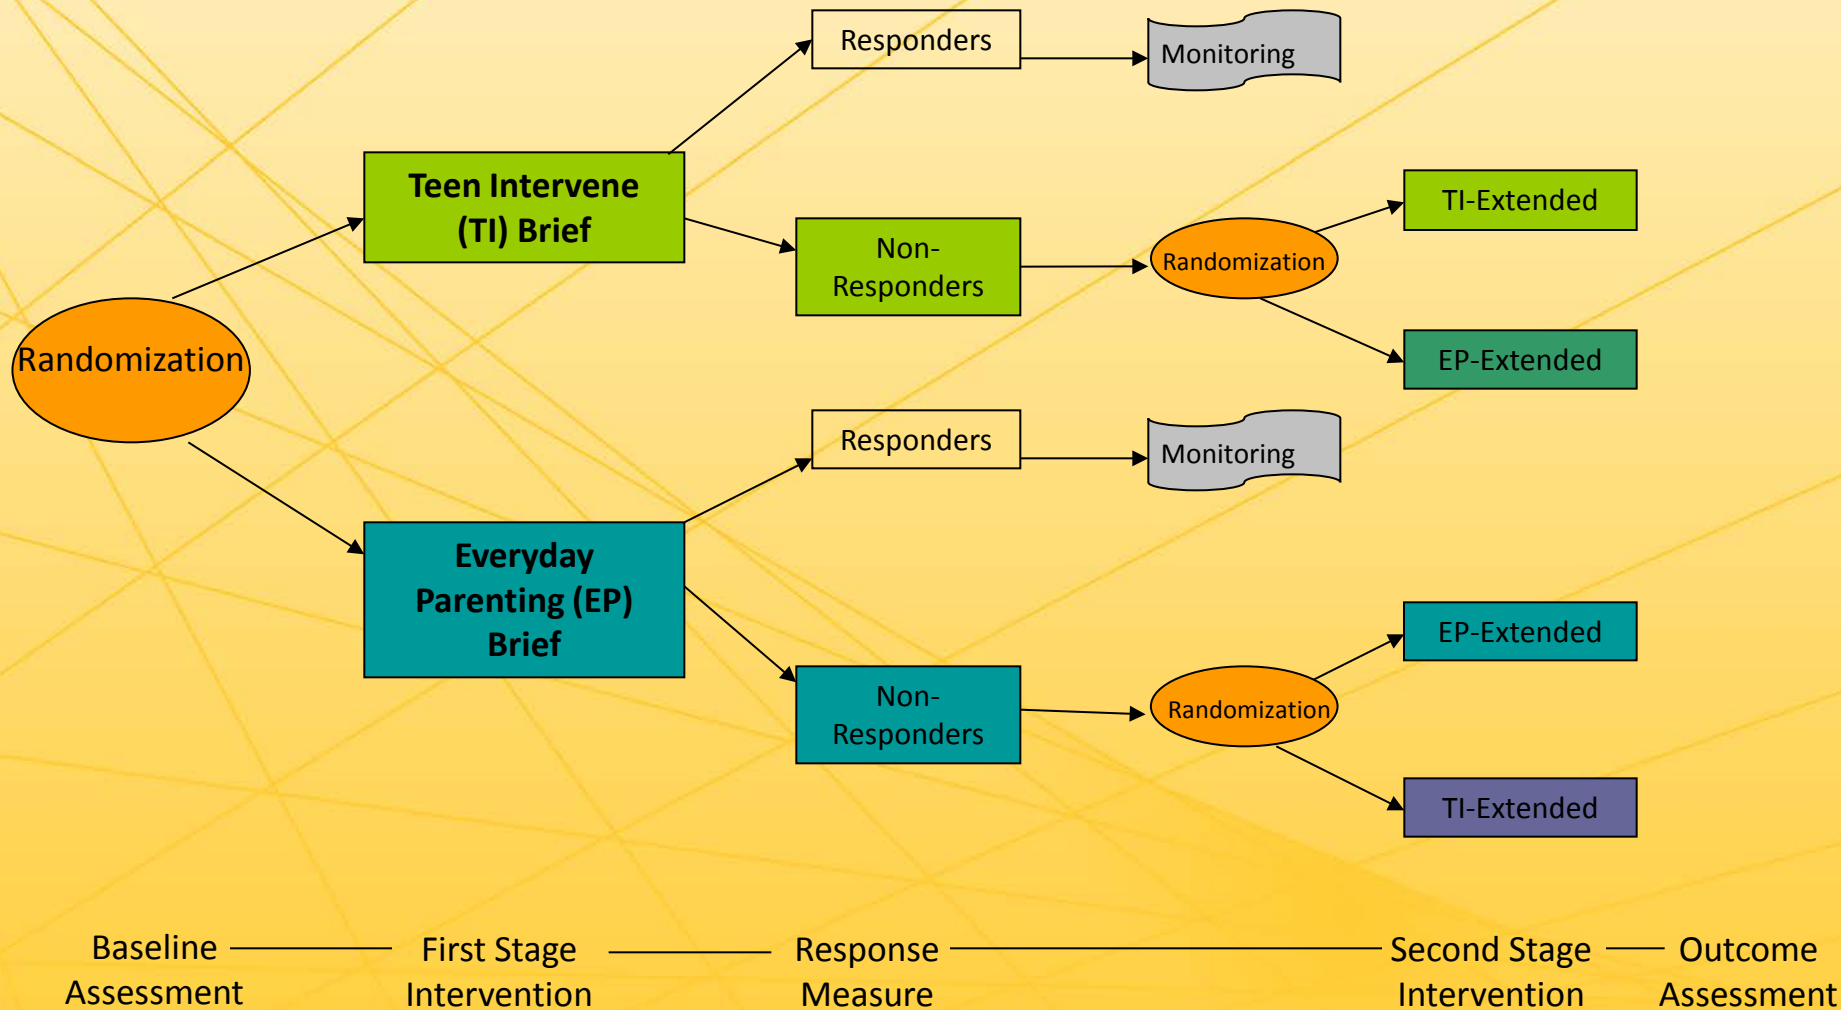 Responders
Monitoring
Teen Intervene
(TI) Brief
Non-
Responders
Randomization
TI-Extended
EP-Extended
Randomization
Responders
Monitoring
Everyday
Parenting (EP)
Brief
Non-
Responders
Randomization
EP-Extended
TI-Extended
Baseline
Assessment
First Stage
Intervention
Response
Measure
Second Stage
Intervention
Outcome
Assessment